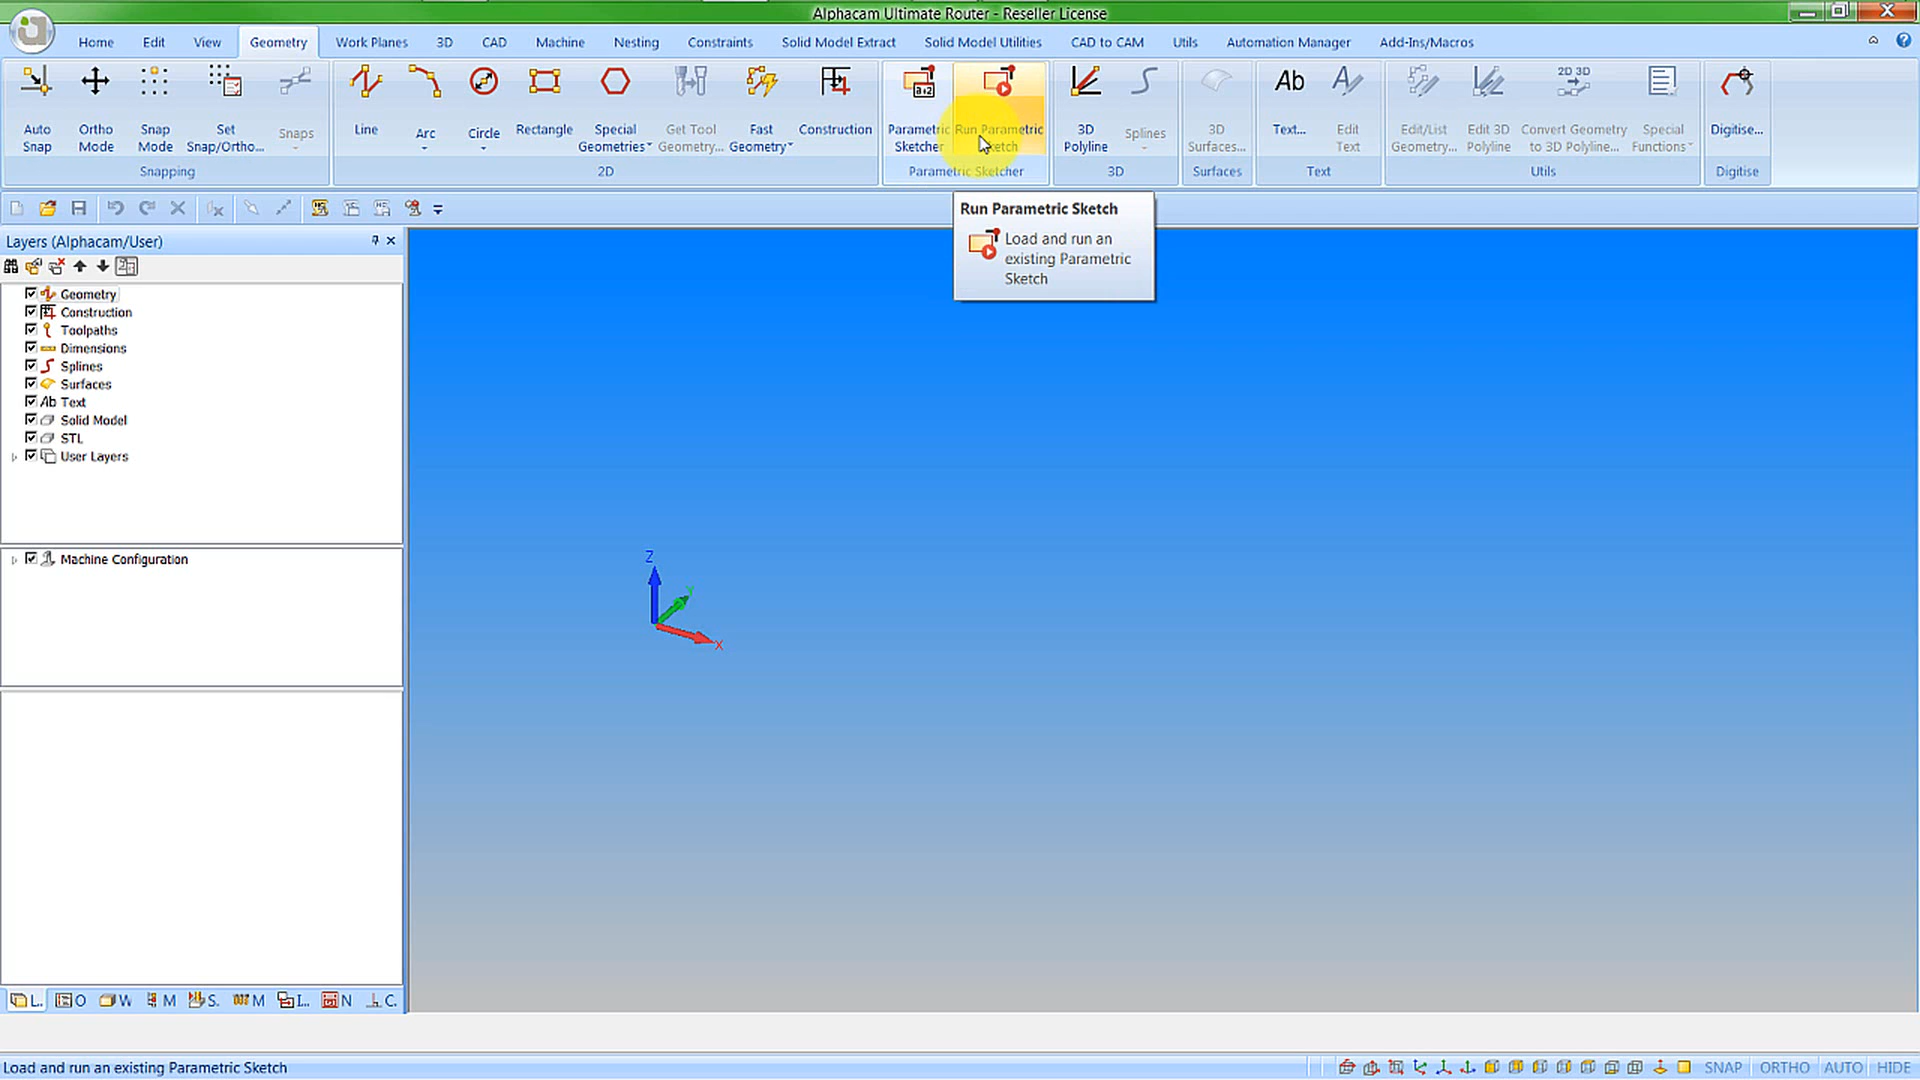 Alphacam Ultimate Router - Reseller License
Home Edit View Geometry Work Planes 3D CAD Machine Nesting Constraints Solid Model Extract Solid Model Utilities CAD to CAM Utils Automation Manager Add-Ins/Macros
Auto Snap
Ortho Mode
Snap Mode
Set Snap/Ortho...
Snaps
Line
Arc
Circle
Rectangle
Special Geometries
Get Tool Geometry...
Fast Geometry
Construction
Parametric Sketcher
Run Parametric Sketch
3D Polyline
Splines
3D Surfaces...
Text...
Edit Text
Edit/List Geometry...
Edit 3D Polyline
Convert Geometry to 3D Polyline...
Special Functions
Digitise...
Snapping 2D Parametric Sketcher 3D Surfaces Text Utils Digitise
Run Parametric Sketch
Load and run an
existing Parametric
Sketch
Layers (Alphacam/User)
Geometry
Construction
Toolpaths
Dimensions
Splines
Surfaces
Ab Text
Solid Model
STL
User Layers
Machine Configuration
Z
Y
X
L... O W M S. M I... N C.
Load and run an existing Parametric Sketch
SNAP ORTHO AUTO HIDE